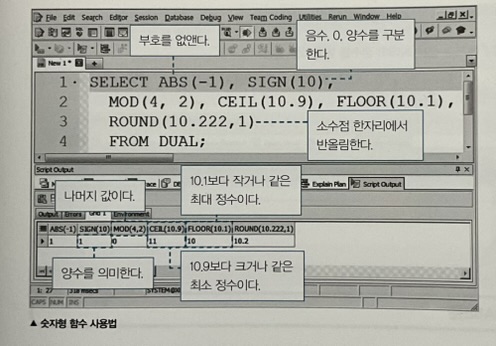 File Edit Search Editor Session Database Debug View Team Coding Utilities Rerun Window Help
부호를 없앤다.
음수, 0, 양수를 구분
한다.
New 1 *
1 SELECT ABS(-1), SIGN(10),
2 MOD(4, 2), CEIL(10.9), FLOOR(10.1),
3 ROUND(10.222,1)
4 FROM DUAL;
소수점 한자리에서
반올림한다.
Script Output
나머지 값이다.
10.1보다 작거나 같은
최대 정수이다.
Explain Plan Script Output
Output Errors Grid 1 Environment
ABS(-1) SIGN(10) MOD(4,2) CEIL(10.9) FLOOR(10.1) ROUND(10.222,1)
1 1 0 11 10 10.2
양수를 의미한다.
10.9보다 크거나 같은
최소 정수이다.
1: 27 msecs
CAPS NUM INS
▲ 숫자형 함수 사용법